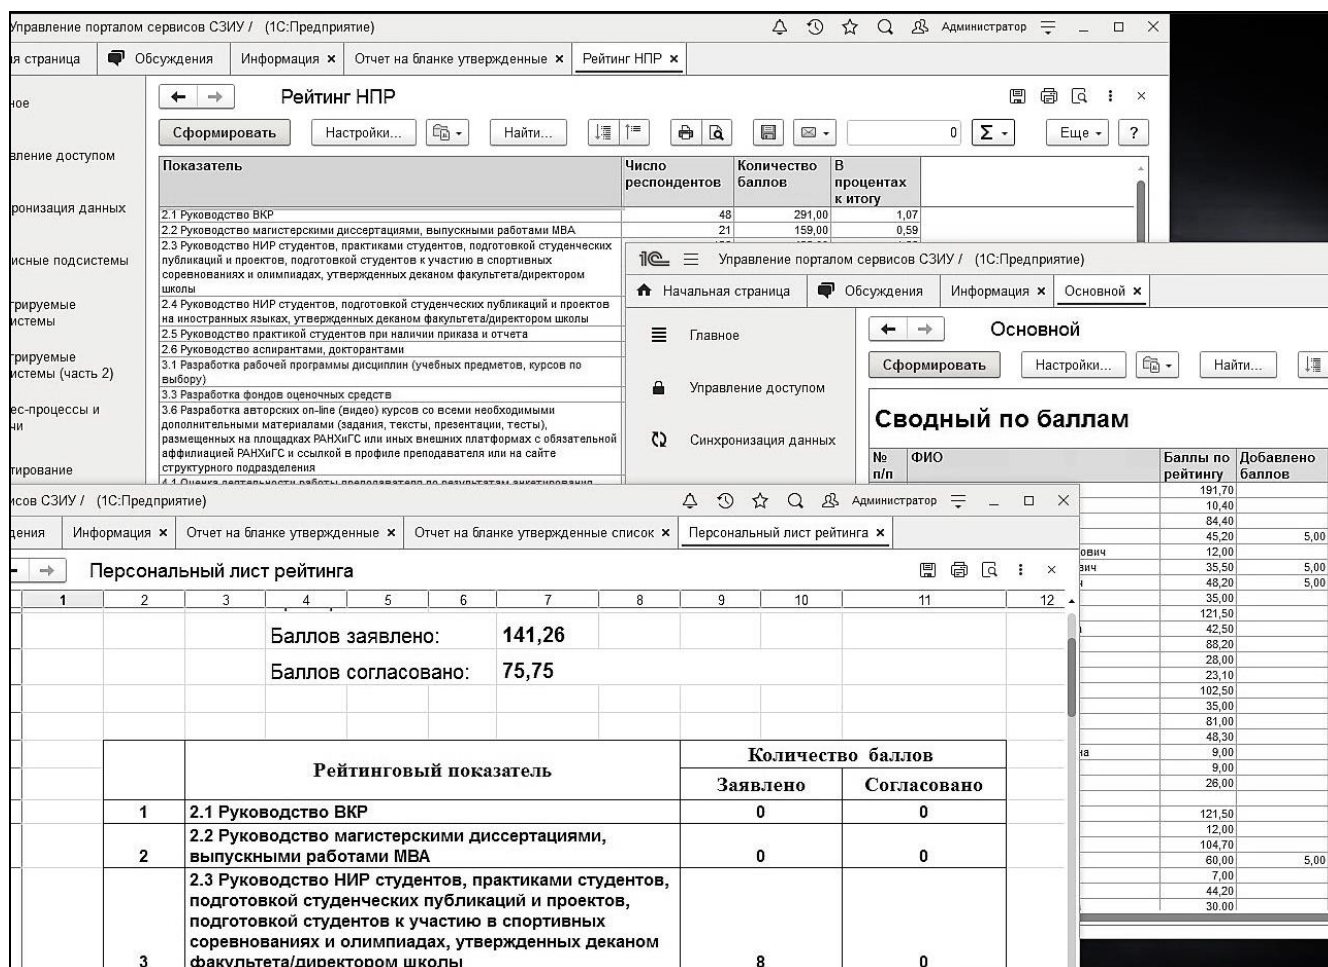 Управление порталом сервисов СЗИУ / (1С:Предприятие)
Администратор
страница
Обсуждения
Информация ×
Отчет на бланке утвержденные ×
Рейтинг НПР ×
Рейтинг НПР
Сформировать
Настройки...
Найти...
0
Σ
Еще
?
доступом
данных
подсистемы
(часть 2)
Показатель
Число респондентов
Количество баллов
В процентах к итогу
2.1 Руководство ВКР 48 291,00 1,07
2.2 Руководство магистерскими диссертациями, выпускными работами МВА 21 159,00 0,59
2.3 Руководство НИР студентов, практиками студентов, подготовкой студенческих
публикаций и проектов, подготовкой студентов к участию в спортивных
соревнованиях и олимпиадах, утвержденных деканом факультета/директором
школы
2.4 Руководство НИР студентов, подготовкой студенческих публикаций и проектов
на иностранных языках, утвержденных деканом факультета/директором школы
2.5 Руководство практикой студентов при наличии приказа и отчета
2.6 Руководство аспирантами, докторантами
3.1 Разработка рабочей программы дисциплин (учебных предметов, курсов по
выбору)
3.3 Разработка фондов оценочных средств
3.6 Разработка авторских on-line (видео) курсов со всеми необходимыми
дополнительными материалами (задания, тексты, презентации, тесты),
размещенных на площадках РАНХиГС или иных внешних платформах с обязательной
аффилиацией РАНХиГС и ссылкой в профиле преподавателя или на сайте
структурного подразделения
4.1 Оценка деятельности работы преподавателя по результатам анкетирования
1С Управление порталом сервисов СЗИУ / (1С:Предприятие)
Начальная страница
Обсуждения
Информация ×
Основной ×
Главное
Управление доступом
Синхронизация данных
Основной
Сформировать
Настройки...
Найти...
Сводный по баллам
№ п/п
ФИО
Баллы по рейтингу
Добавлено баллов
191,70
10,40
84,40
45,20 5,00
ович 12,00
вич 35,50 5,00
48,20 5,00
35,00
121,50
42,50
88,20
28,00
23,10
102,50
35,00
81,00
48,30
на 9,00
9,00
26,00
121,50
12,00
104,70
60,00 5,00
7,00
44,20
30,00
СЗИУ / (1С:Предприятие)
Администратор
Информация ×
Отчет на бланке утвержденные ×
Отчет на бланке утвержденные список ×
Персональный лист рейтинга ×
Персональный лист рейтинга
1 2 3 4 5 6 7 8 9 10 11 12
Баллов заявлено: 141,26
Баллов согласовано: 75,75
Рейтинговый показатель
Количество баллов
Заявлено
Согласовано
1 2.1 Руководство ВКР 0 0
2.2 Руководство магистерскими диссертациями,
2 выпускными работами МВА 0 0
2.3 Руководство НИР студентов, практиками студентов,
подготовкой студенческих публикаций и проектов,
подготовкой студентов к участию в спортивных
соревнованиях и олимпиадах, утвержденных деканом
3 факультета/директором школы 8 0